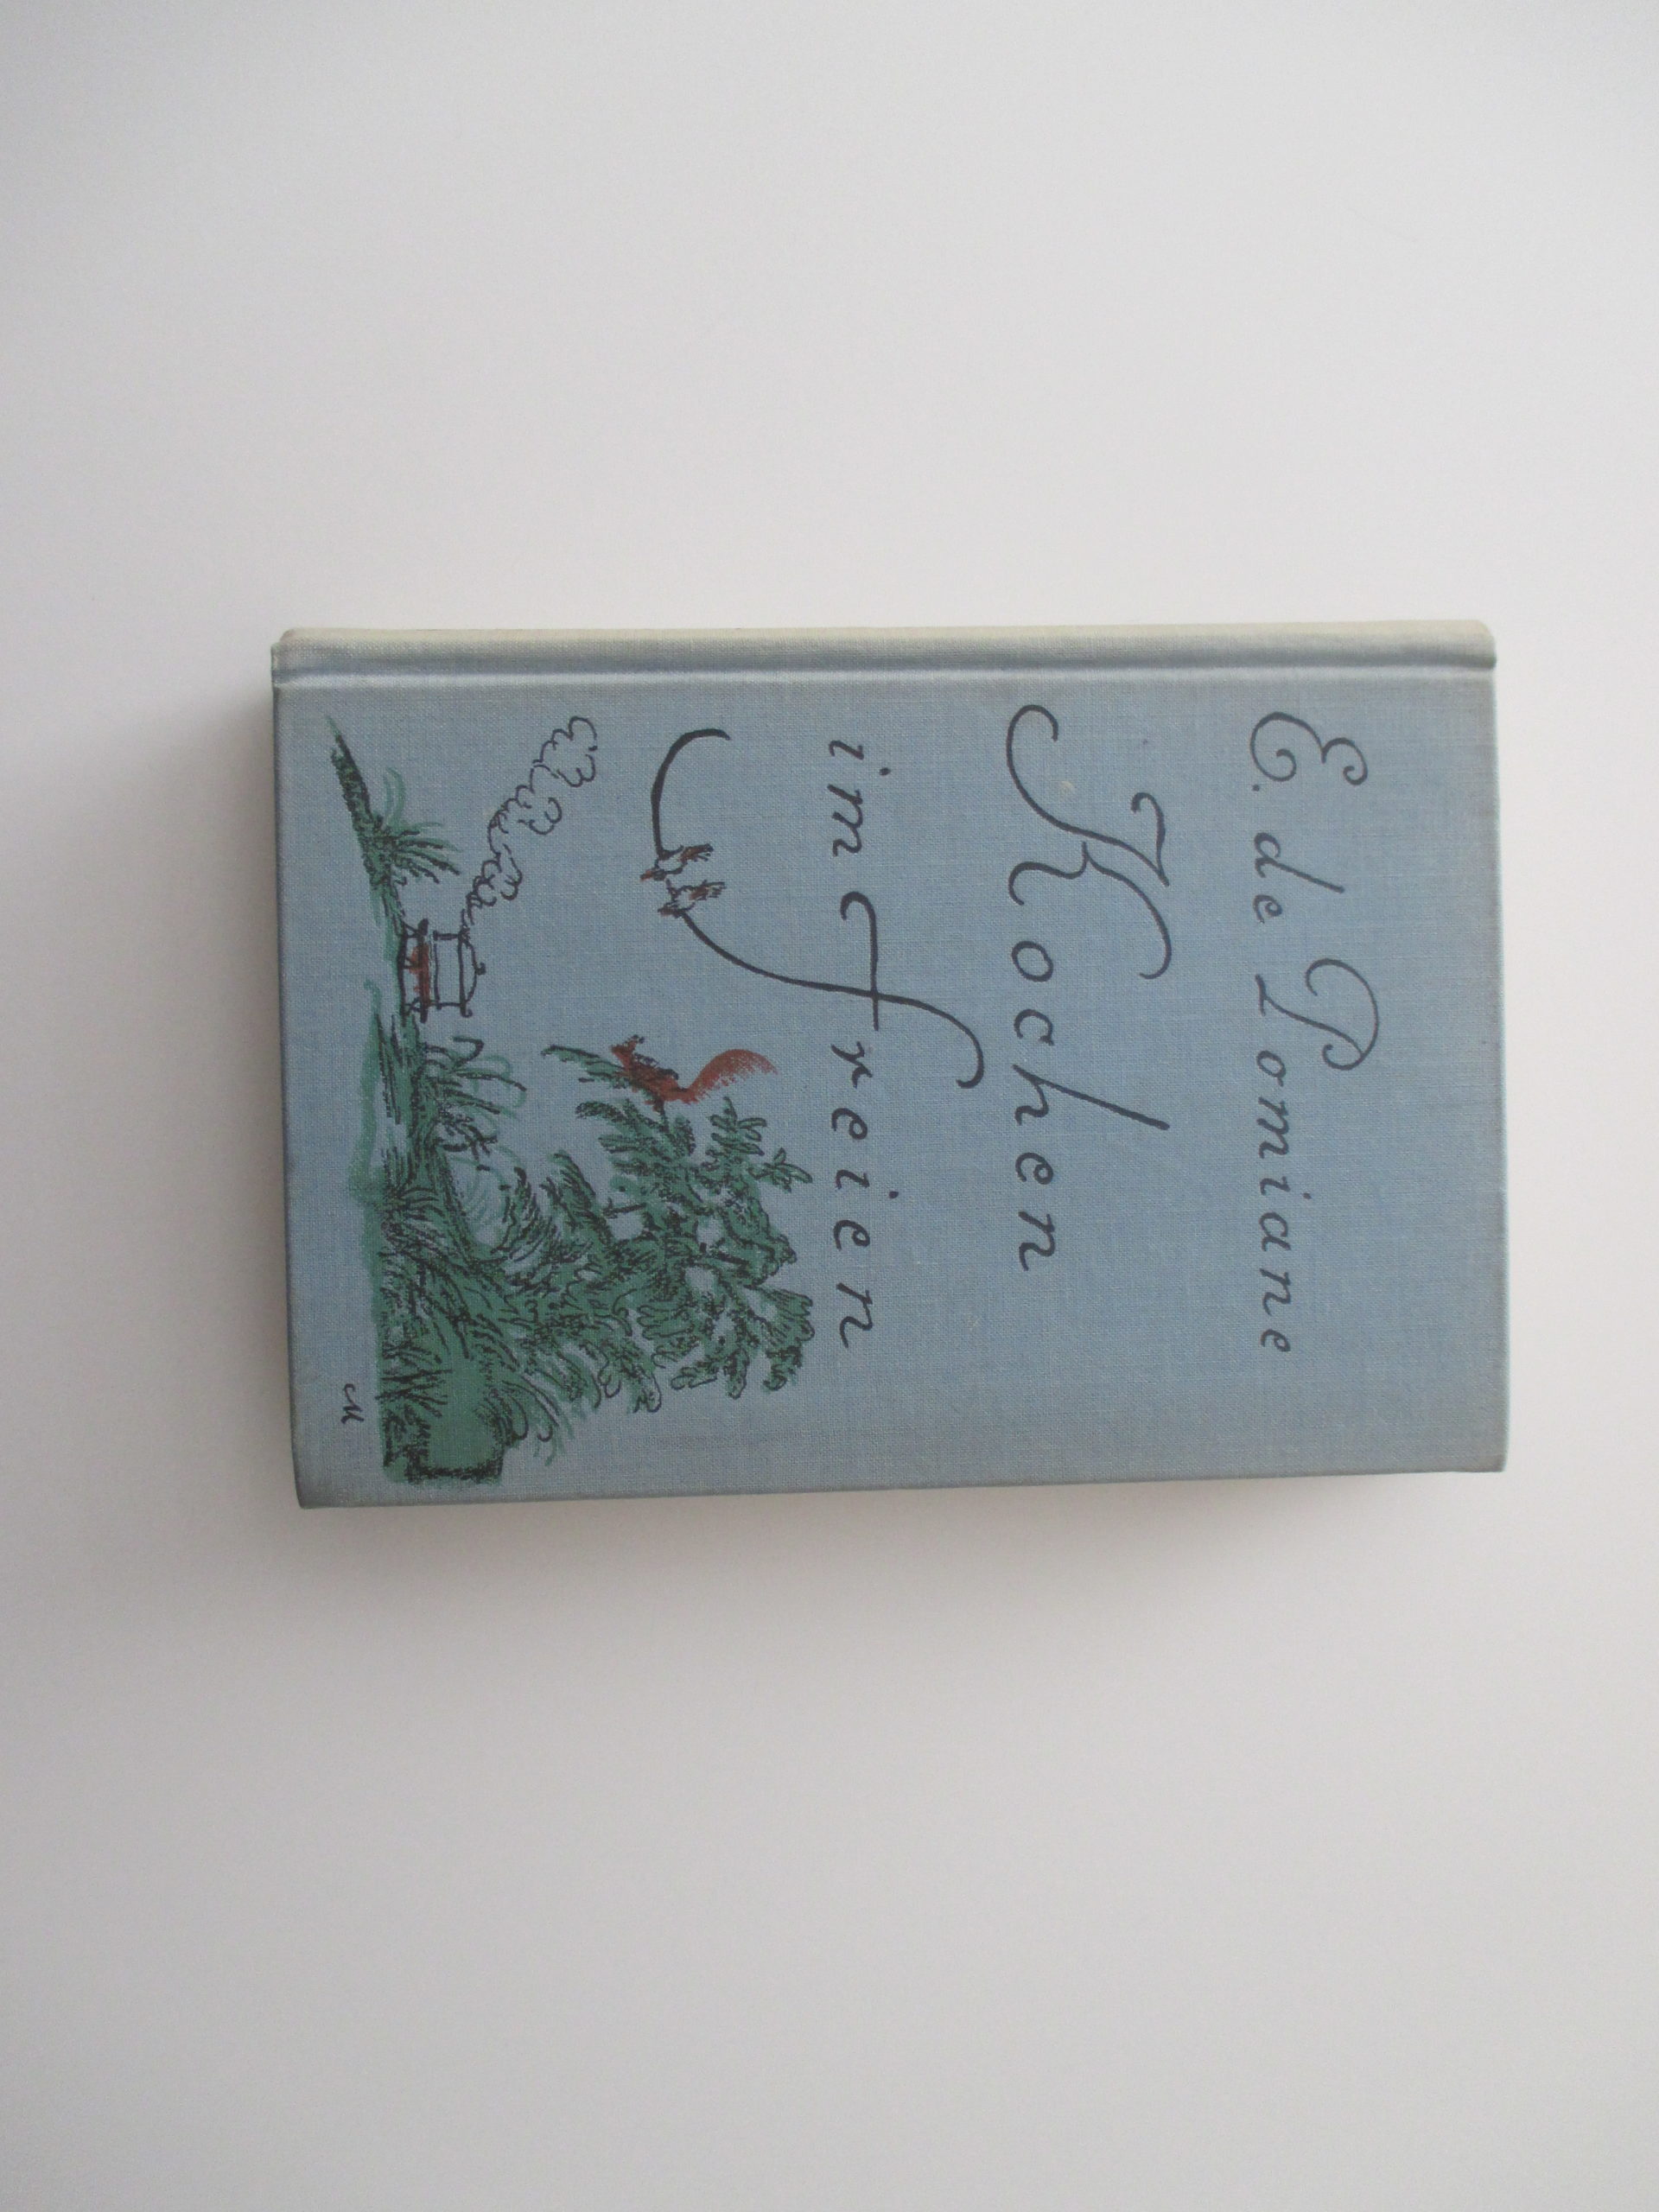 E. de Pomiane
Kochen
im Freien
M